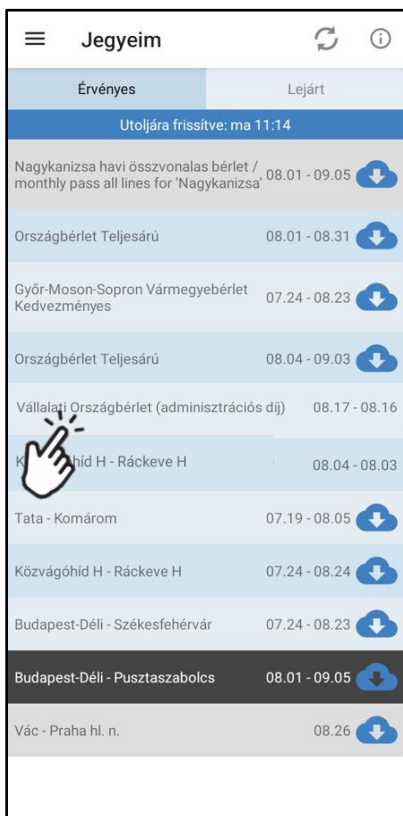 Jegyeim
Érvényes
Lejárt
Utoljára frissítve: ma 11:14
Nagykanizsa havi összvonalas bérlet /
monthly pass all lines for 'Nagykanizsa'
08.01 - 09.05
Országbérlet Teljesárú
08.01 - 08.31
Győr-Moson-Sopron Vármegyebérlet
Kedvezményes
07.24 - 08.23
Országbérlet Teljesárú
08.04 - 09.03
Vállalati Országbérlet (adminisztrációs díj)
08.17 - 08.16
H - Ráckeve H
08.04 - 08.03
Tata - Komárom
07.19 - 08.05
Közvágóhíd H - Ráckeve H
07.24 - 08.24
Budapest-Déli - Székesfehérvár
07.24 - 08.23
Budapest-Déli - Pusztaszabolcs
08.01 - 09.05
Vác - Praha hl. n.
08.26